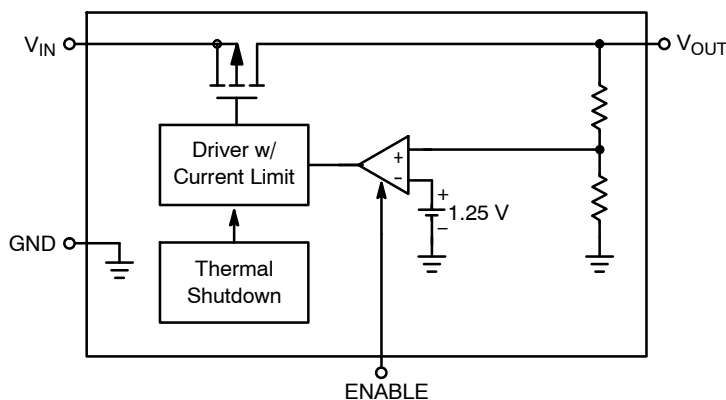 VIN
VOUT
Driver w/
Current Limit
+
−
+
1.25 V
−
GND
Thermal
Shutdown
ENABLE